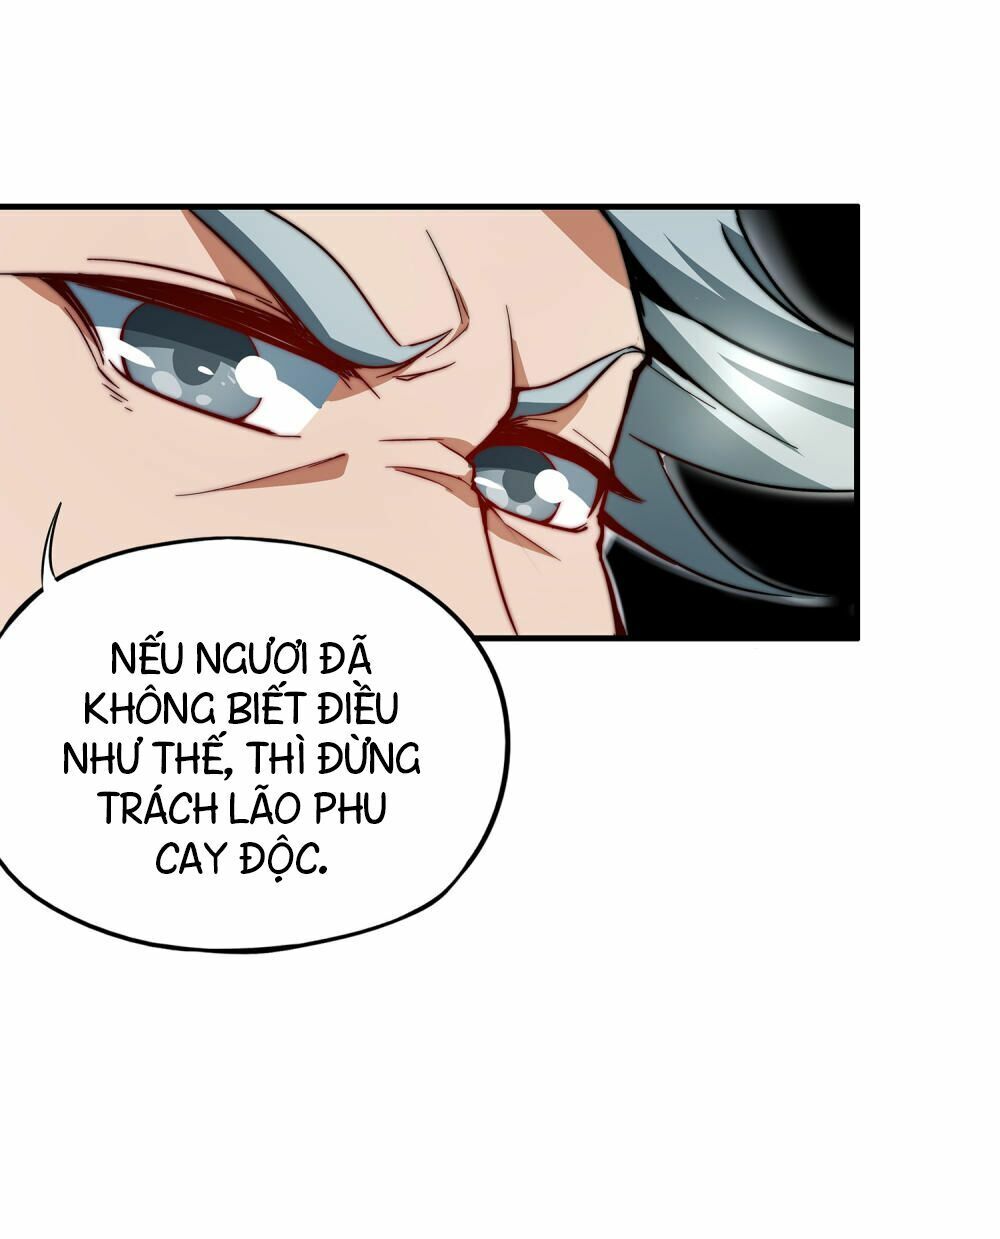 NẾU NGƯƠI ĐÃ
KHÔNG BIẾT ĐIỀU
NHƯ THẾ, THÌ ĐỪNG
TRÁCH LÃO PHU
CAY ĐỘC.